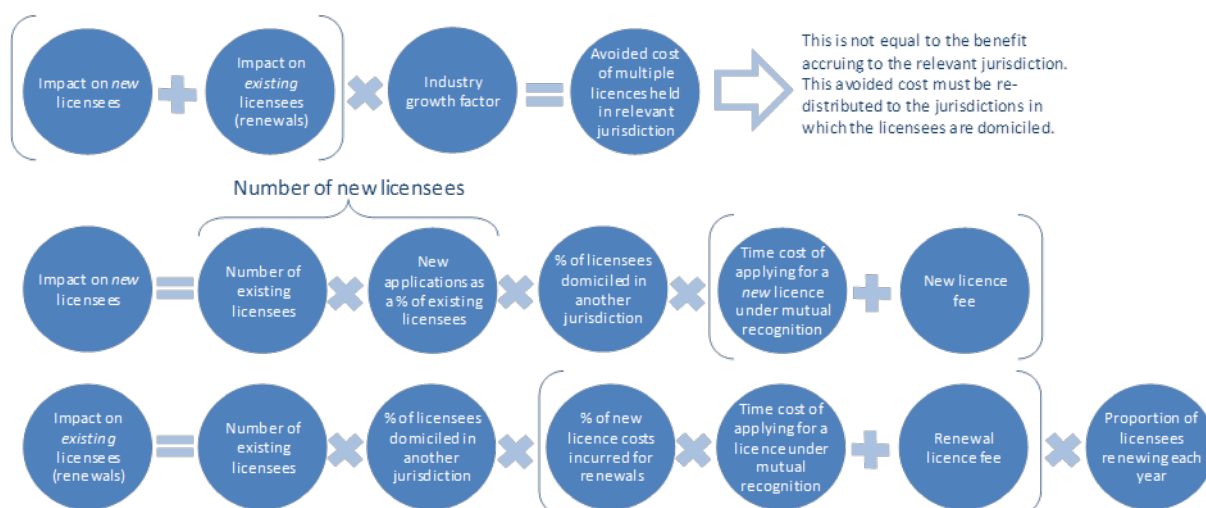 Impact on new
licensees
Impact on
existing
licensees
(renewals)
Industry
growth factor
Avoided cost
of multiple
licences held
in relevant
jurisdiction
This is not equal to the benefit
accruing to the relevant jurisdiction.
This avoided cost must be re-
distributed to the jurisdictions in
which the licensees are domiciled.
Number of new licensees
Impact on new
licensees
Number of
existing
licensees
New
applications as
a % of existing
licensees
% of licensees
domiciled in
another
jurisdiction
Time cost of
applying for a
new licence
under mutual
recognition
New licence
fee
Impact on
existing
licensees
(renewals)
Number of
existing
licensees
% of licensees
domiciled in
another
jurisdiction
% of new
licence costs
incurred for
renewals
Time cost of
applying for a
licence under
mutual
recognition
Renewal
licence fee
Proportion of
licensees
renewing each
year